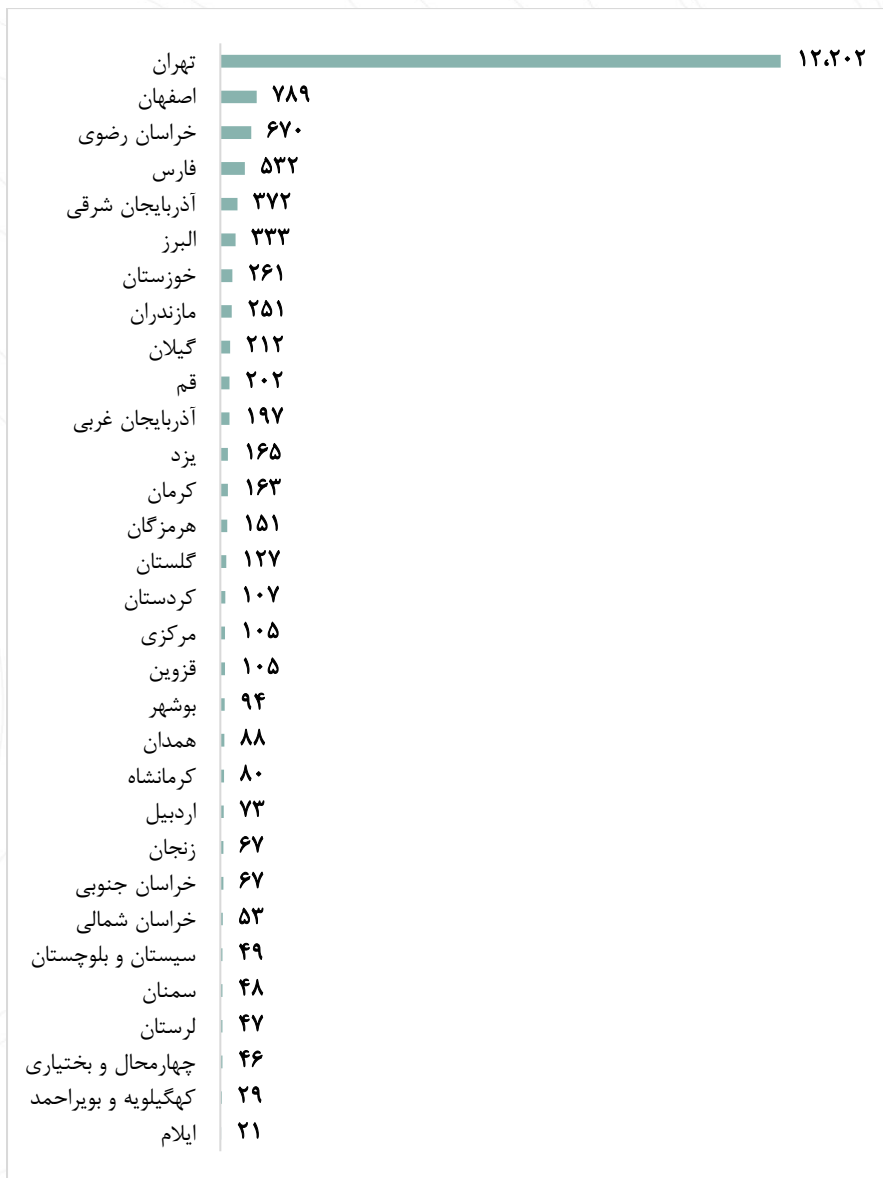 تهران ۱۲،۲۰۲
اصفهان ۷۸۹
خراسان رضوی ۶۷۰
فارس ۵۳۲
آذربایجان شرقی ۳۷۲
البرز ۳۳۳
خوزستان ۲۶۱
مازندران ۲۵۱
گیلان ۲۱۲
قم ۲۰۲
آذربایجان غربی ۱۹۷
یزد ۱۶۵
کرمان ۱۶۳
هرمزگان ۱۵۱
گلستان ۱۲۷
کردستان ۱۰۷
مرکزی ۱۰۵
قزوین ۱۰۵
بوشهر ۹۴
همدان ۸۸
کرمانشاه ۸۰
اردبیل ۷۳
زنجان ۶۷
خراسان جنوبی ۶۷
خراسان شمالی ۵۳
سیستان و بلوچستان ۴۹
سمنان ۴۸
لرستان ۴۷
چهارمحال و بختیاری ۴۶
کهگیلویه و بویراحمد ۲۹
ایلام ۲۱